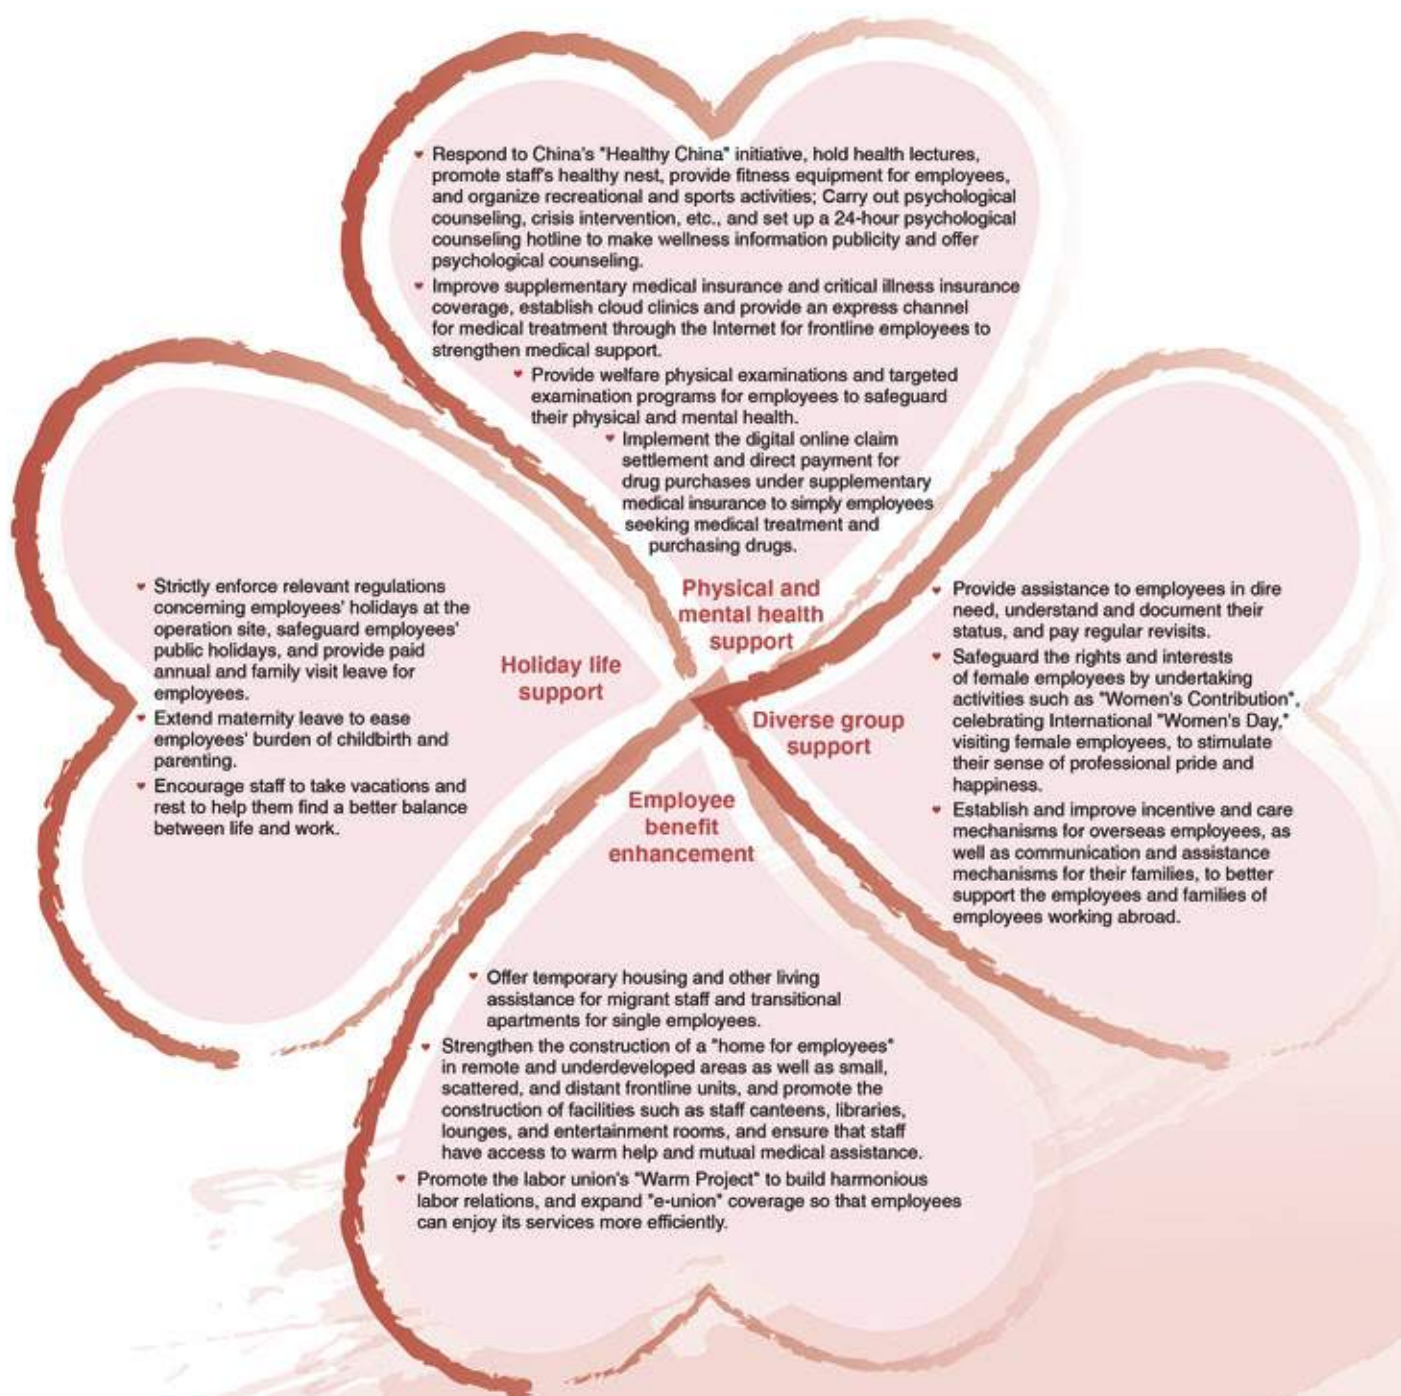 ♥ Respond to China's "Healthy China" initiative, hold health lectures,
promote staff's healthy nest, provide fitness equipment for employees,
and organize recreational and sports activities; Carry out psychological
counseling, crisis intervention, etc., and set up a 24-hour psychological
counseling hotline to make wellness information publicity and offer
psychological counseling.
♥ Improve supplementary medical insurance and critical illness insurance
coverage, establish cloud clinics and provide an express channel
for medical treatment through the Internet for frontline employees to
strengthen medical support.
♥ Provide welfare physical examinations and targeted
examination programs for employees to safeguard
their physical and mental health.
♥ Implement the digital online claim
settlement and direct payment for
drug purchases under supplementary
medical insurance to simply employees
seeking medical treatment and
purchasing drugs.
Physical and
mental health
support
♥ Strictly enforce relevant regulations
concerning employees' holidays at the
operation site, safeguard employees'
public holidays, and provide paid
annual and family visit leave for
employees.
♥ Extend maternity leave to ease
employees' burden of childbirth and
parenting.
♥ Encourage staff to take vacations and
rest to help them find a better balance
between life and work.
Holiday life
support
Diverse group
support
♥ Provide assistance to employees in dire
need, understand and document their
status, and pay regular revisits.
♥ Safeguard the rights and interests
of female employees by undertaking
activities such as "Women's Contribution",
celebrating International "Women's Day,"
visiting female employees, to stimulate
their sense of professional pride and
happiness.
♥ Establish and improve incentive and care
mechanisms for overseas employees, as
well as communication and assistance
mechanisms for their families, to better
support the employees and families of
employees working abroad.
Employee
benefit
enhancement
♥ Offer temporary housing and other living
assistance for migrant staff and transitional
apartments for single employees.
♥ Strengthen the construction of a "home for employees"
in remote and underdeveloped areas as well as small,
scattered, and distant frontline units, and promote the
construction of facilities such as staff canteens, libraries,
lounges, and entertainment rooms, and ensure that staff
have access to warm help and mutual medical assistance.
♥ Promote the labor union's "Warm Project" to build harmonious
labor relations, and expand "e-union" coverage so that employees
can enjoy its services more efficiently.